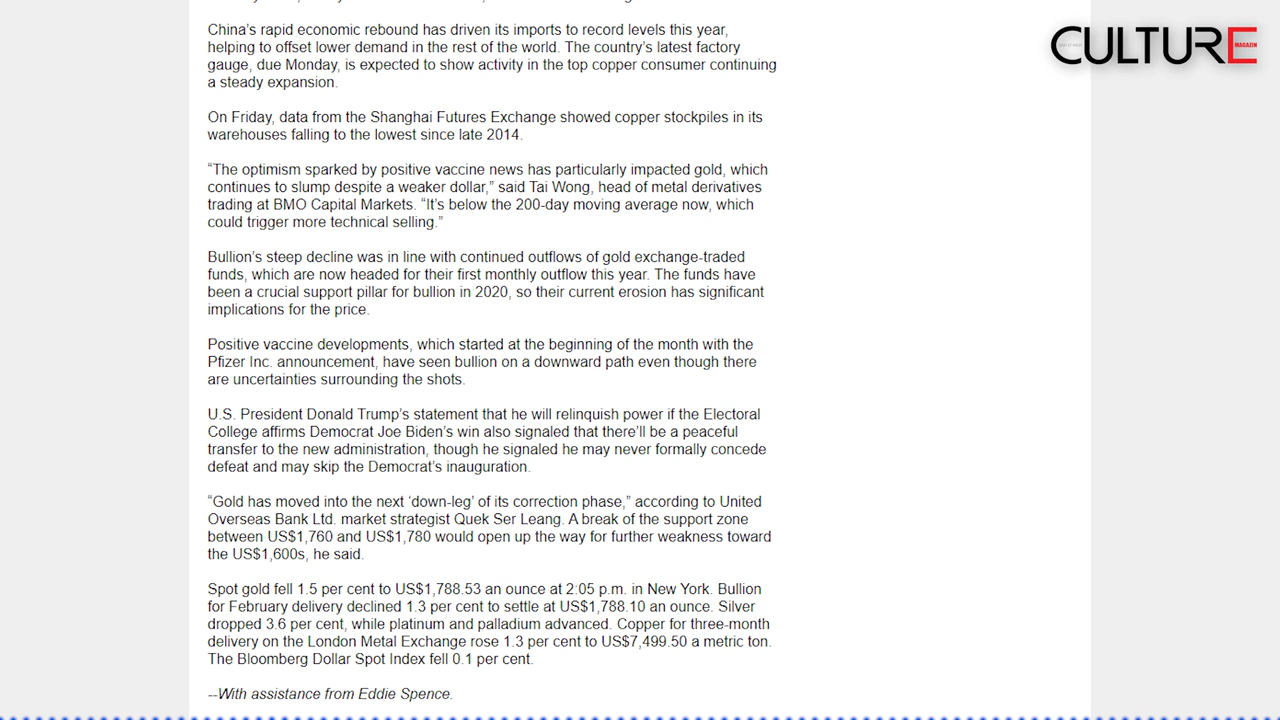 China’s rapid economic rebound has driven its imports to record levels this year,
helping to offset lower demand in the rest of the world. The country’s latest factory
gauge, due Monday, is expected to show activity in the top copper consumer continuing
a steady expansion.
On Friday, data from the Shanghai Futures Exchange showed copper stockpiles in its
warehouses falling to the lowest since late 2014.
“The optimism sparked by positive vaccine news has particularly impacted gold, which
continues to slump despite a weaker dollar,” said Tai Wong, head of metal derivatives
trading at BMO Capital Markets. “It’s below the 200-day moving average now, which
could trigger more technical selling.”
Bullion’s steep decline was in line with continued outflows of gold exchange-traded
funds, which are now headed for their first monthly outflow this year. The funds have
been a crucial support pillar for bullion in 2020, so their current erosion has significant
implications for the price.
Positive vaccine developments, which started at the beginning of the month with the
Pfizer Inc. announcement, have seen bullion on a downward path even though there
are uncertainties surrounding the shots.
U.S. President Donald Trump’s statement that he will relinquish power if the Electoral
College affirms Democrat Joe Biden’s win also signaled that there’ll be a peaceful
transfer to the new administration, though he signaled he may never formally concede
defeat and may skip the Democrat’s inauguration.
“Gold has moved into the next ‘down-leg’ of its correction phase,” according to United
Overseas Bank Ltd. market strategist Quek Ser Leang. A break of the support zone
between US$1,760 and US$1,780 would open up the way for further weakness toward
the US$1,600s, he said.
Spot gold fell 1.5 per cent to US$1,788.53 an ounce at 2:05 p.m. in New York. Bullion
for February delivery declined 1.3 per cent to settle at US$1,788.10 an ounce. Silver
dropped 3.6 per cent, while platinum and palladium advanced. Copper for three-month
delivery on the London Metal Exchange rose 1.3 per cent to US$7,499.50 a metric ton.
The Bloomberg Dollar Spot Index fell 0.1 per cent.
--With assistance from Eddie Spence.
CULTURE
MAGAZIN